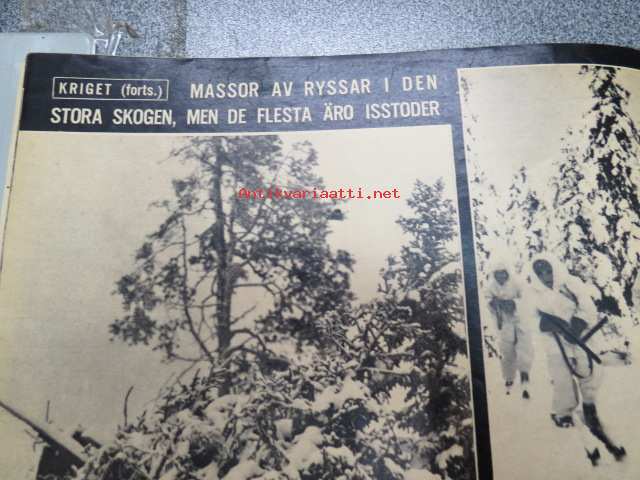 KRIGET (forts.) MASSOR AV RYSSAR I DEN
STORA SKOGEN, MEN DE FLESTA ÄRO ISSTODER
Antikvariaatti.net